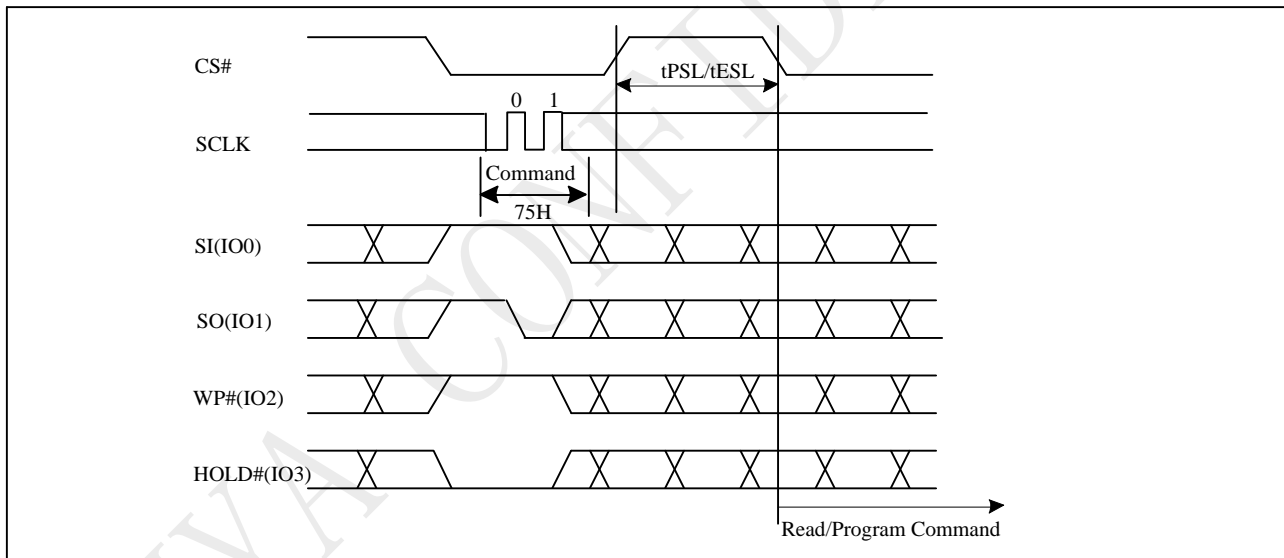 CS#
tPSL/tESL
0 1
SCLK
Command
75H
SI(IO0)
SO(IO1)
WP#(IO2)
HOLD#(IO3)
Read/Program Command